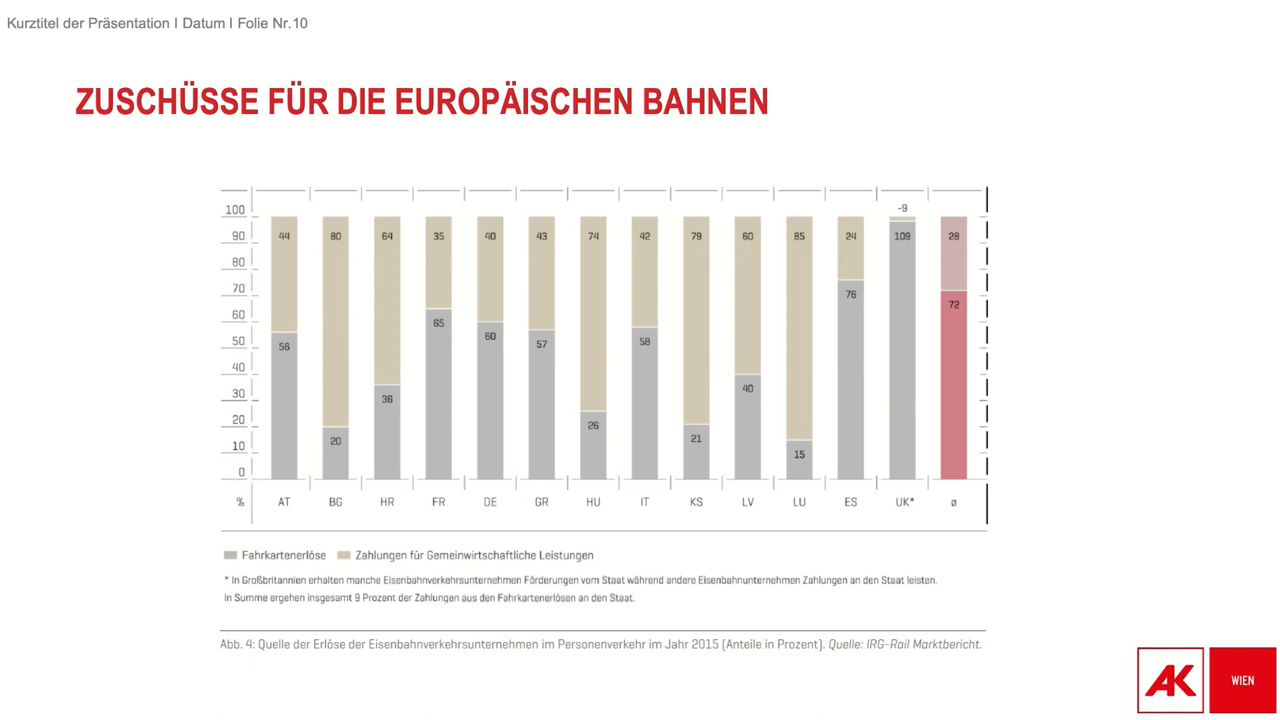 Kurztitel der Präsentation I Datum I Folie Nr.10
ZUSCHÜSSE FÜR DIE EUROPÄISCHEN BAHNEN
100
90
80
70
60
50
40
30
20
10
0
-9
44 80 64 35 40 43 74 42 79 60 85 24 109 28
56 20 36 65 60 57 26 58 21 40 15 76 72
% AT BG HR FR DE GR HU IT KS LV LU ES UK* ø
Fahrkartenerlöse Zahlungen für Gemeinwirtschaftliche Leistungen
* In Großbritannien erhalten manche Eisenbahnverkehrsunternehmen Förderungen vom Staat während andere Eisenbahnunternehmen Zahlungen an den Staat leisten.
In Summe ergehen insgesamt 9 Prozent der Zahlungen aus den Fahrkartenerlösen an den Staat.
Abb. 4: Quelle der Erlöse der Eisenbahnverkehrsunternehmen im Personenverkehr im Jahr 2015 (Anteile in Prozent). Quelle: IRG-Rail Marktbericht.
AK WIEN